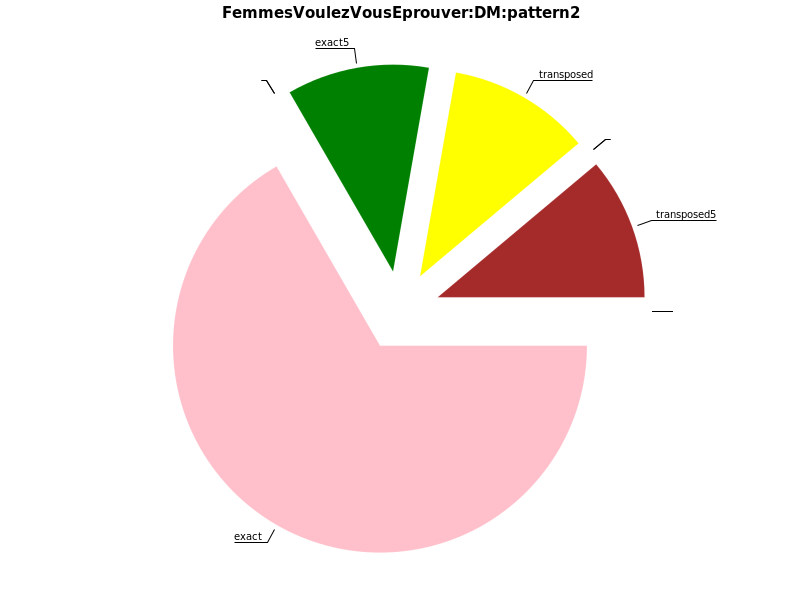 FemmesVoulezVousEprouver:DM:pattern2
exact5
transposed
transposed5
exact